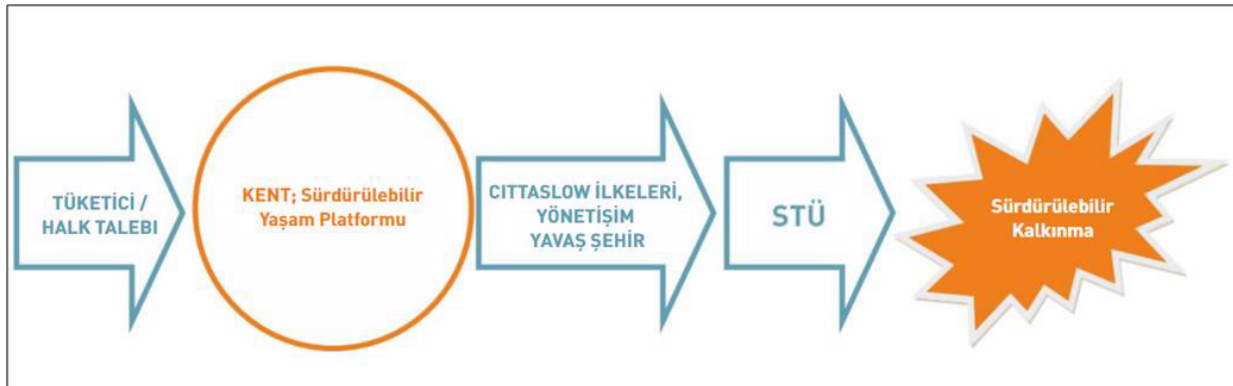 TÜKETİCİ /
HALK TALEBI
KENT; Sürdürülebilir
Yaşam Platformu
CITTASLOW İLKELERİ,
YÖNETİŞİM
YAVAŞ ŞEHİR
STÜ
Sürdürülebilir
Kalkınma